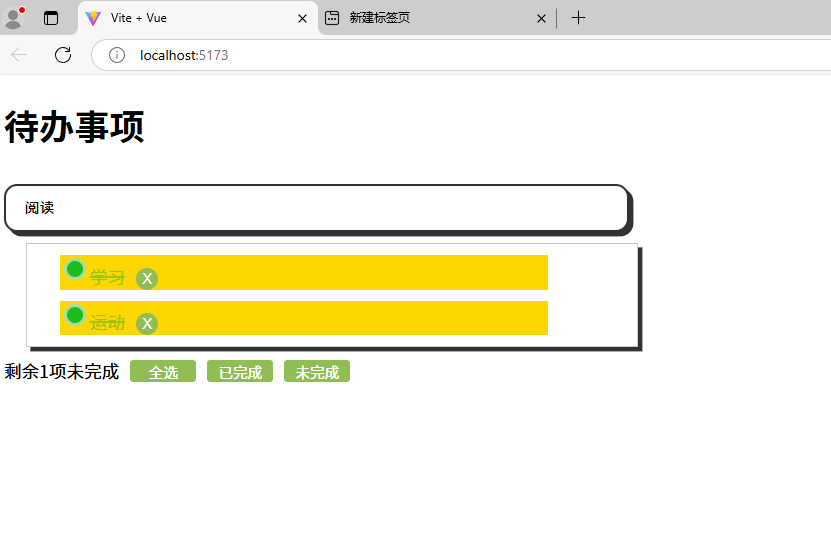 Vite + Vue
新建标签页
localhost:5173
待办事项
阅读
学习 X
运动 X
剩余1项未完成 全选 已完成 未完成